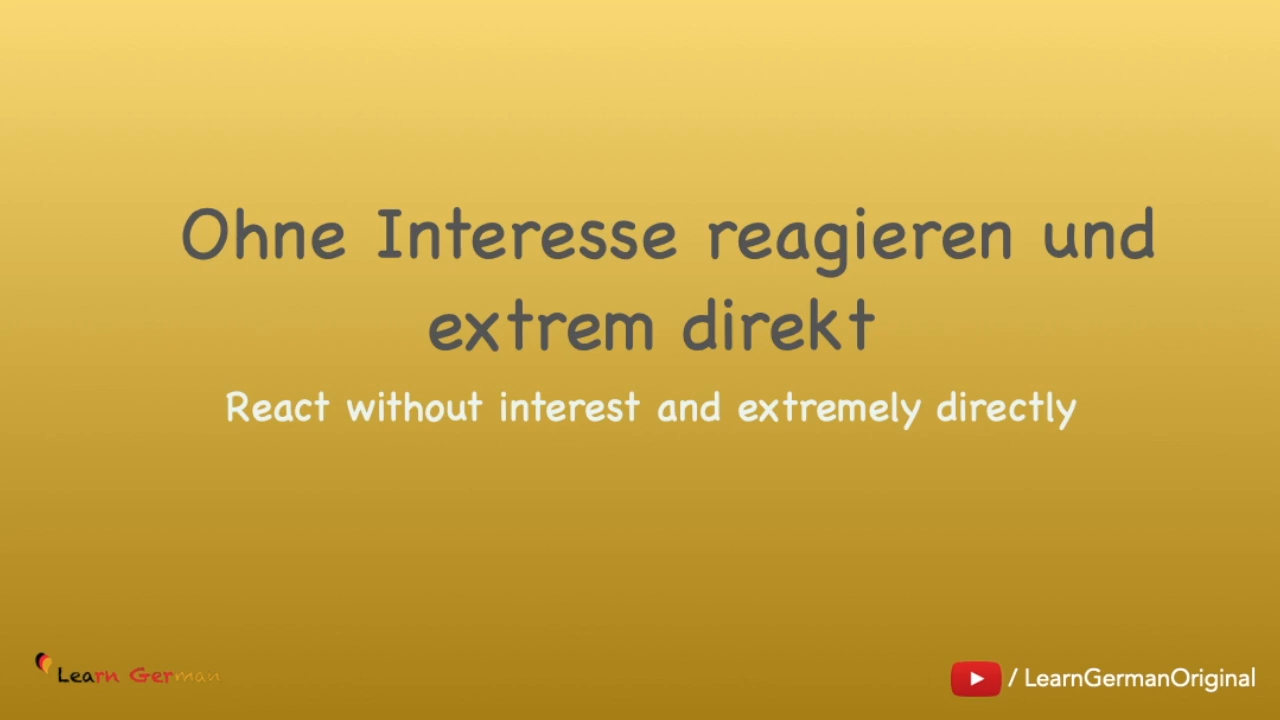 Ohne Interesse reagieren und
extrem direkt
React without interest and extremely directly
Learn German
/ LearnGermanOriginal